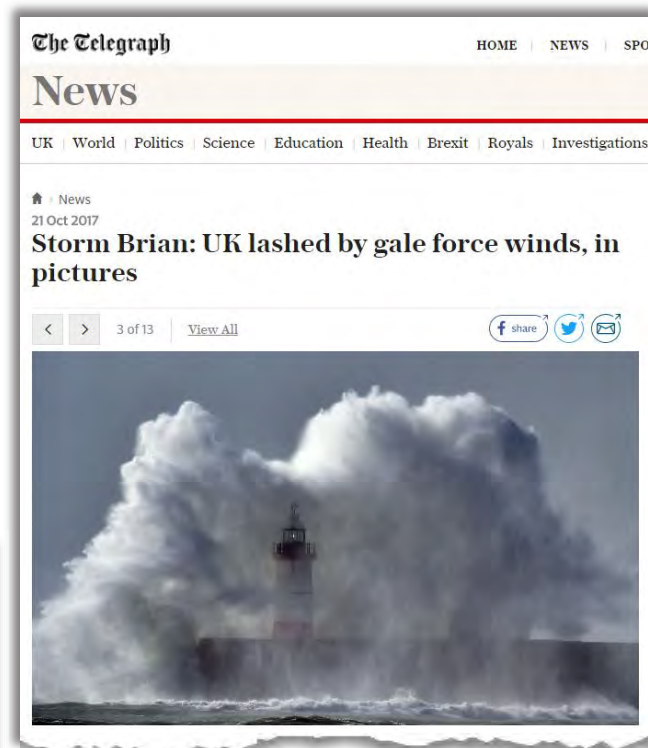 The Telegraph
HOME NEWS SPO
News
UK World Politics Science Education Health Brexit Royals Investigations
News
21 Oct 2017
Storm Brian: UK lashed by gale force winds, in
pictures
3 of 13 View All
share